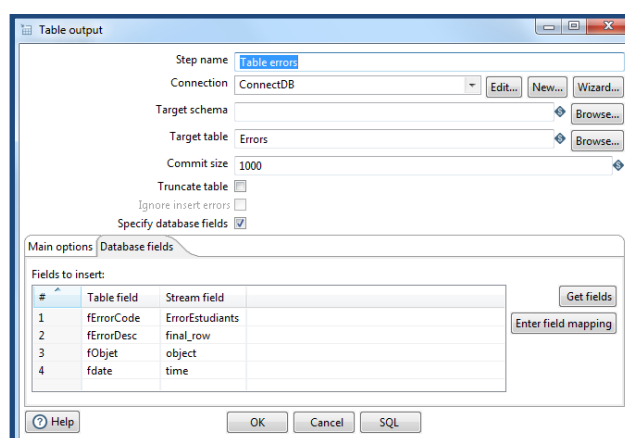 Table output
Step name Table errors
Connection ConnectDB Edit... New... Wizard...
Target schema Browse...
Target table Errors Browse...
Commit size 1000
Truncate table
Ignore insert errors
Specify database fields
Main options Database fields
Fields to insert:
# Table field Stream field
1 fErrorCode ErrorEstudiants
2 fErrorDesc final_row
3 fObjet object
4 fdate time
Get fields
Enter field mapping
Help OK Cancel SQL